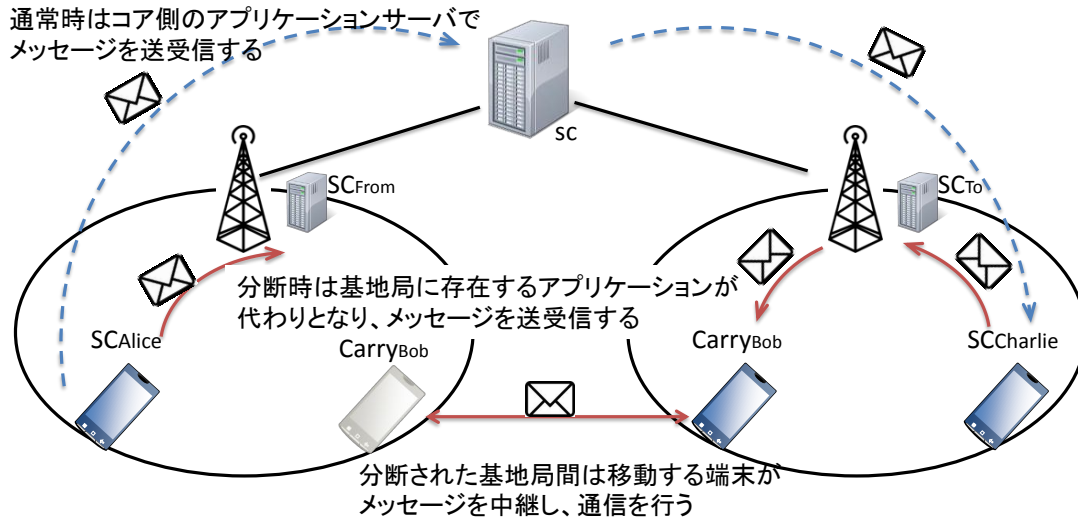 通常時はコア側のアプリケーションサーバで
メッセージを送受信する
SC
SCFrom
SCTo
分断時は基地局に存在するアプリケーションが
代わりとなり、メッセージを送受信する
SCAlice
CarryBob
CarryBob
SCCharlie
分断された基地局間は移動する端末が
メッセージを中継し、通信を行う